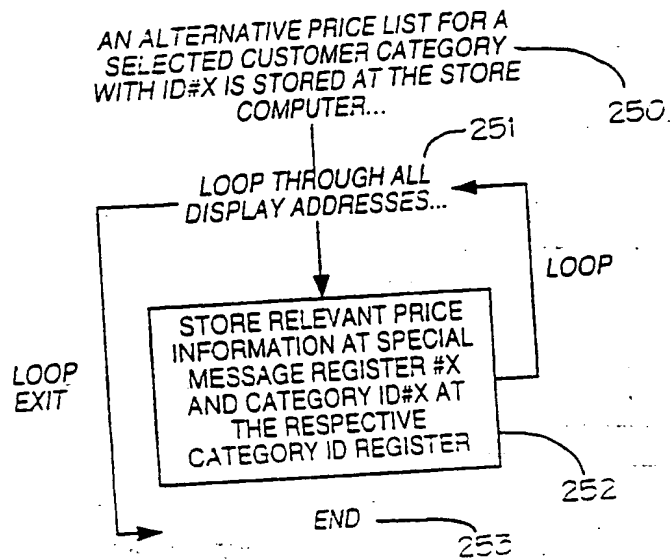 AN ALTERNATIVE PRICE LIST FOR A
SELECTED CUSTOMER CATEGORY
WITH ID#X IS STORED AT THE STORE
COMPUTER...
250
251
LOOP THROUGH ALL
DISPLAY ADDRESSES...
LOOP
STORE RELEVANT PRICE
INFORMATION AT SPECIAL
MESSAGE REGISTER #X
AND CATEGORY ID#X AT
THE RESPECTIVE
CATEGORY ID REGISTER
LOOP
EXIT
252
END
253